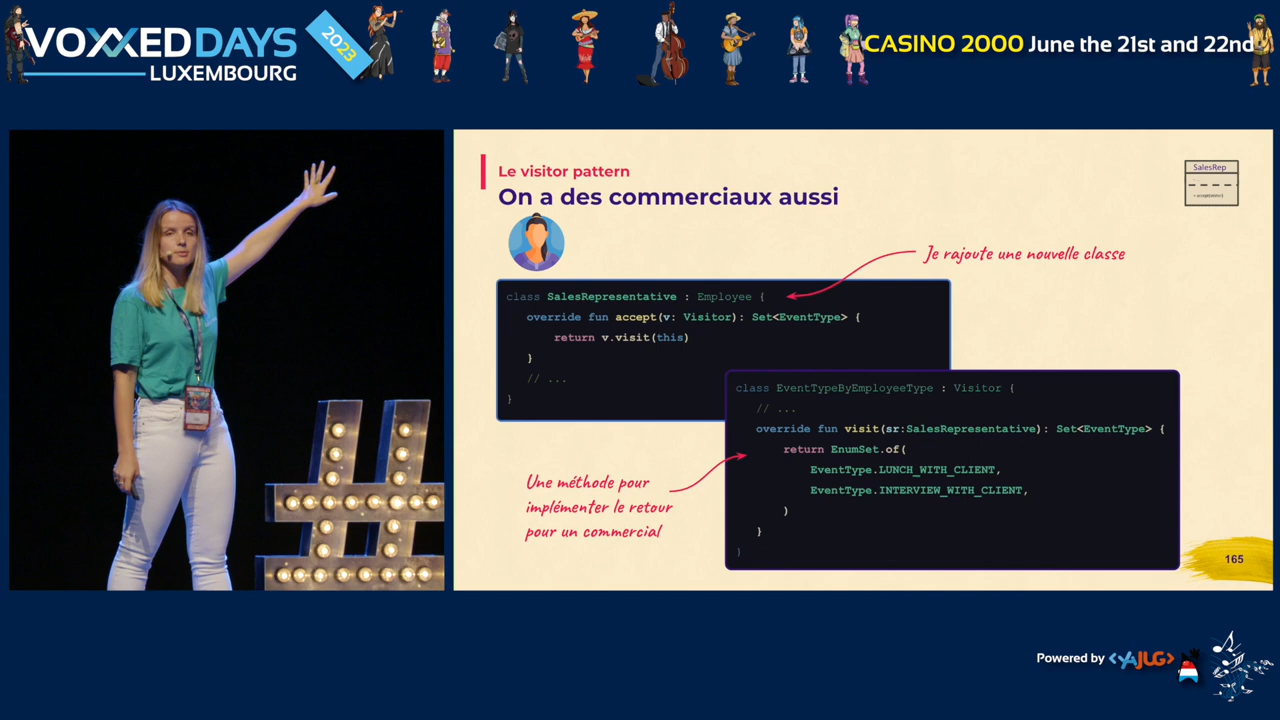 VOXXED DAYS
LUXEMBOURG
2023
CASINO 2000 June the 21st and 22nd
Le visitor pattern
On a des commerciaux aussi
SalesRep
+ accept(visitor)
Je rajoute une nouvelle classe
class SalesRepresentative : Employee {
override fun accept(v: Visitor): Set<EventType> {
return v.visit(this)
}
// ...
}
class EventTypeByEmployeeType : Visitor {
// ...
override fun visit(sr:SalesRepresentative): Set<EventType> {
return EnumSet.of(
EventType.LUNCH_WITH_CLIENT,
EventType.INTERVIEW_WITH_CLIENT,
)
}
}
Une méthode pour
implémenter le retour
pour un commercial
165
Powered by <YAJUG>